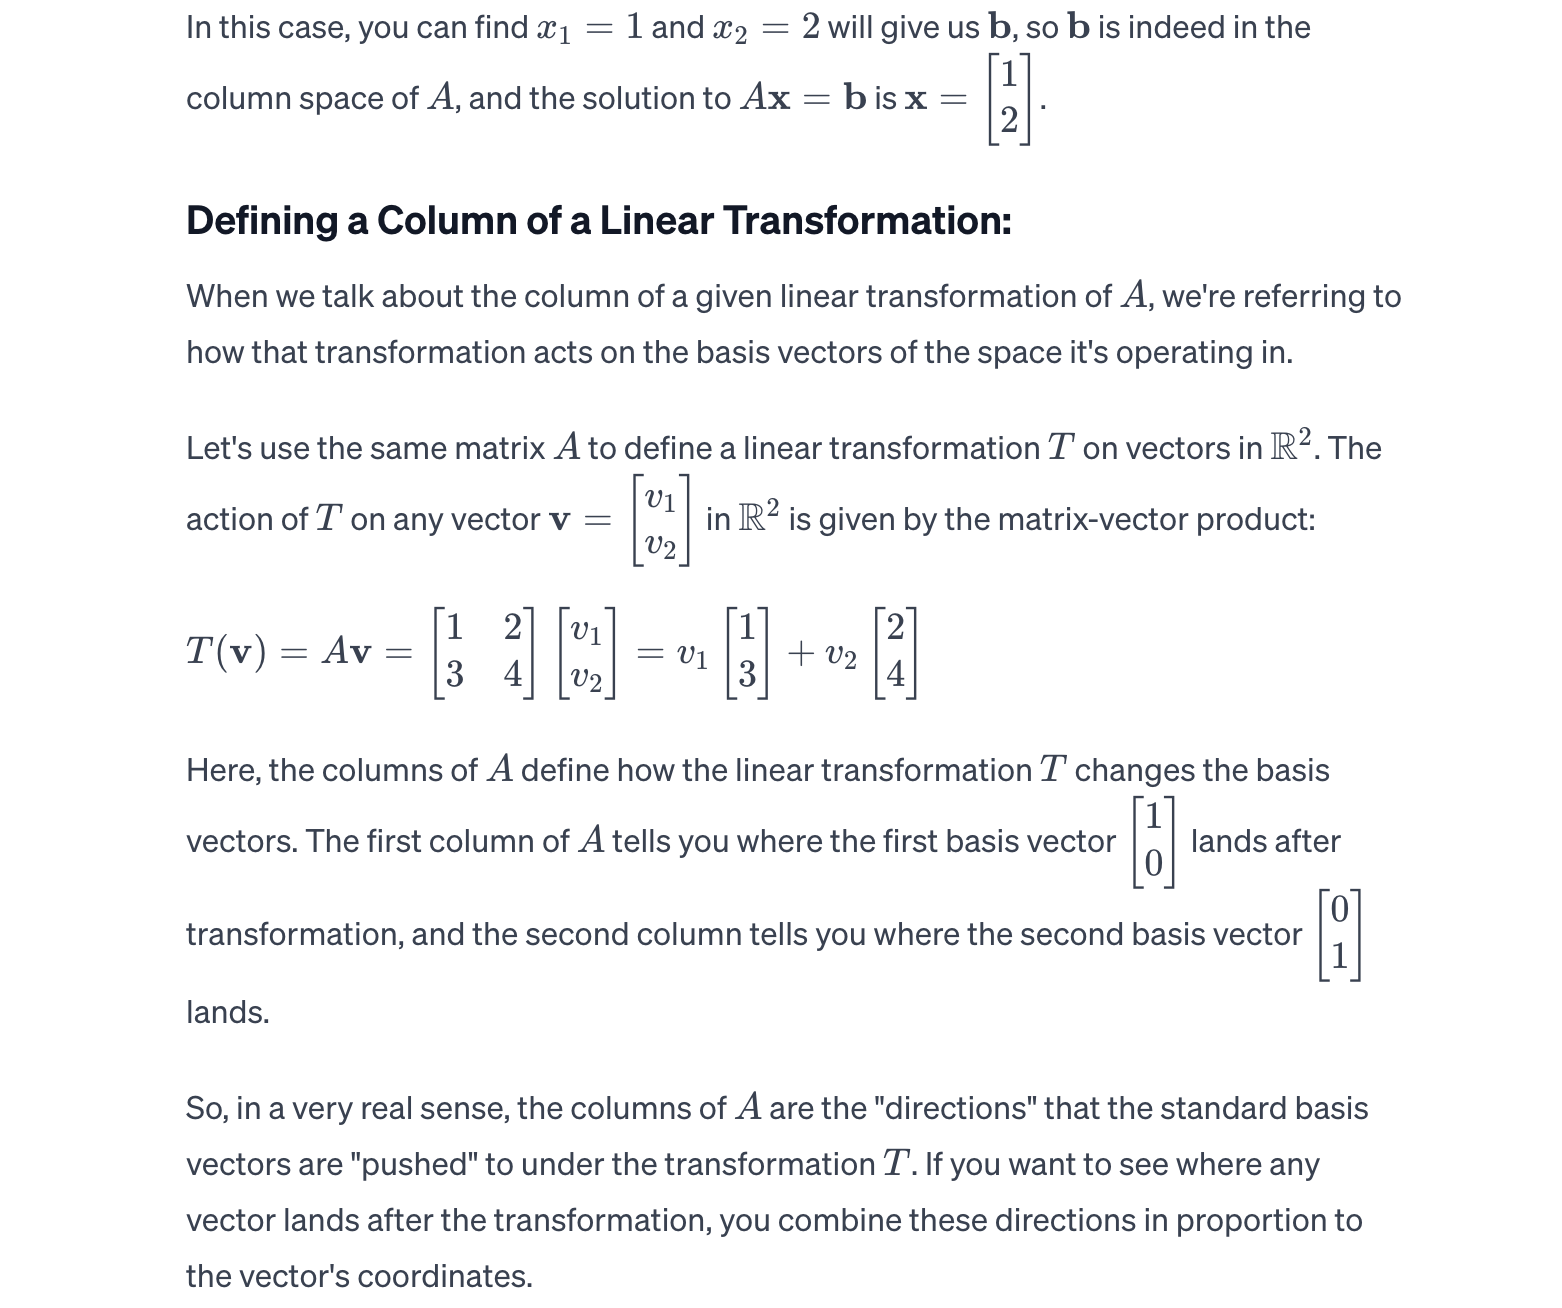 In this case, you can find $x_1 = 1$ and $x_2 = 2$ will give us $\mathbf{b}$, so $\mathbf{b}$ is indeed in the
column space of $A$, and the solution to $A\mathbf{x} = \mathbf{b}$ is $\mathbf{x} = \begin{bmatrix} 1 \\ 2 \end{bmatrix}$.
Defining a Column of a Linear Transformation:
When we talk about the column of a given linear transformation of $A$, we're referring to
how that transformation acts on the basis vectors of the space it's operating in.
Let's use the same matrix $A$ to define a linear transformation $T$ on vectors in $\mathbb{R}^2$. The
action of $T$ on any vector $\mathbf{v} = \begin{bmatrix} v_1 \\ v_2 \end{bmatrix}$ in $\mathbb{R}^2$ is given by the matrix-vector product:
$T(\mathbf{v}) = A\mathbf{v} = \begin{bmatrix} 1 & 2 \\ 3 & 4 \end{bmatrix} \begin{bmatrix} v_1 \\ v_2 \end{bmatrix} = v_1 \begin{bmatrix} 1 \\ 3 \end{bmatrix} + v_2 \begin{bmatrix} 2 \\ 4 \end{bmatrix}$
Here, the columns of $A$ define how the linear transformation $T$ changes the basis
vectors. The first column of $A$ tells you where the first basis vector $\begin{bmatrix} 1 \\ 0 \end{bmatrix}$ lands after
transformation, and the second column tells you where the second basis vector $\begin{bmatrix} 0 \\ 1 \end{bmatrix}$
lands.
So, in a very real sense, the columns of $A$ are the "directions" that the standard basis
vectors are "pushed" to under the transformation $T$. If you want to see where any
vector lands after the transformation, you combine these directions in proportion to
the vector's coordinates.